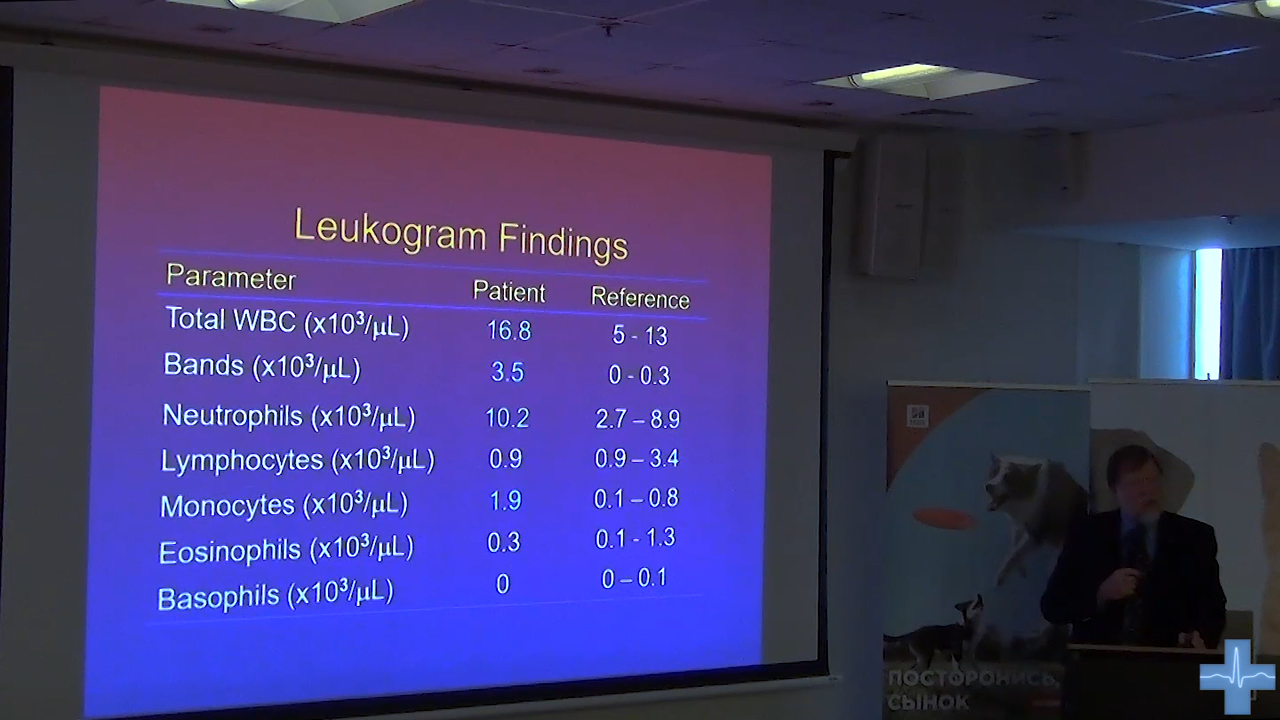 Leukogram Findings
Parameter Patient Reference
Total WBC (x10³/µL) 16.8 5 - 13
Bands (x10³/µL) 3.5 0 - 0.3
Neutrophils (x10³/µL) 10.2 2.7 – 8.9
Lymphocytes (x10³/µL) 0.9 0.9 – 3.4
Monocytes (x10³/µL) 1.9 0.1 – 0.8
Eosinophils (x10³/µL) 0.3 0.1 - 1.3
Basophils (x10³/µL) 0 0 – 0.1
ПОСТОРОНИСЬ,
СЫНОК